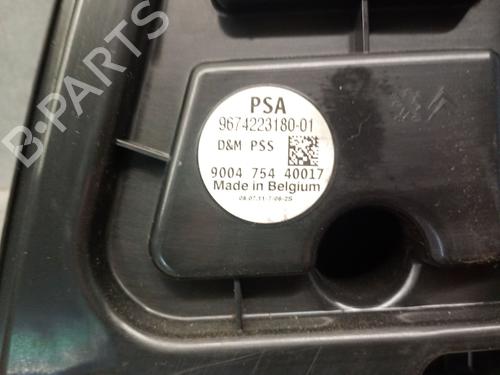 PSA
9674223180-01
D&M PSS
9004 754 40017
Made in Belgium
B-PARTS